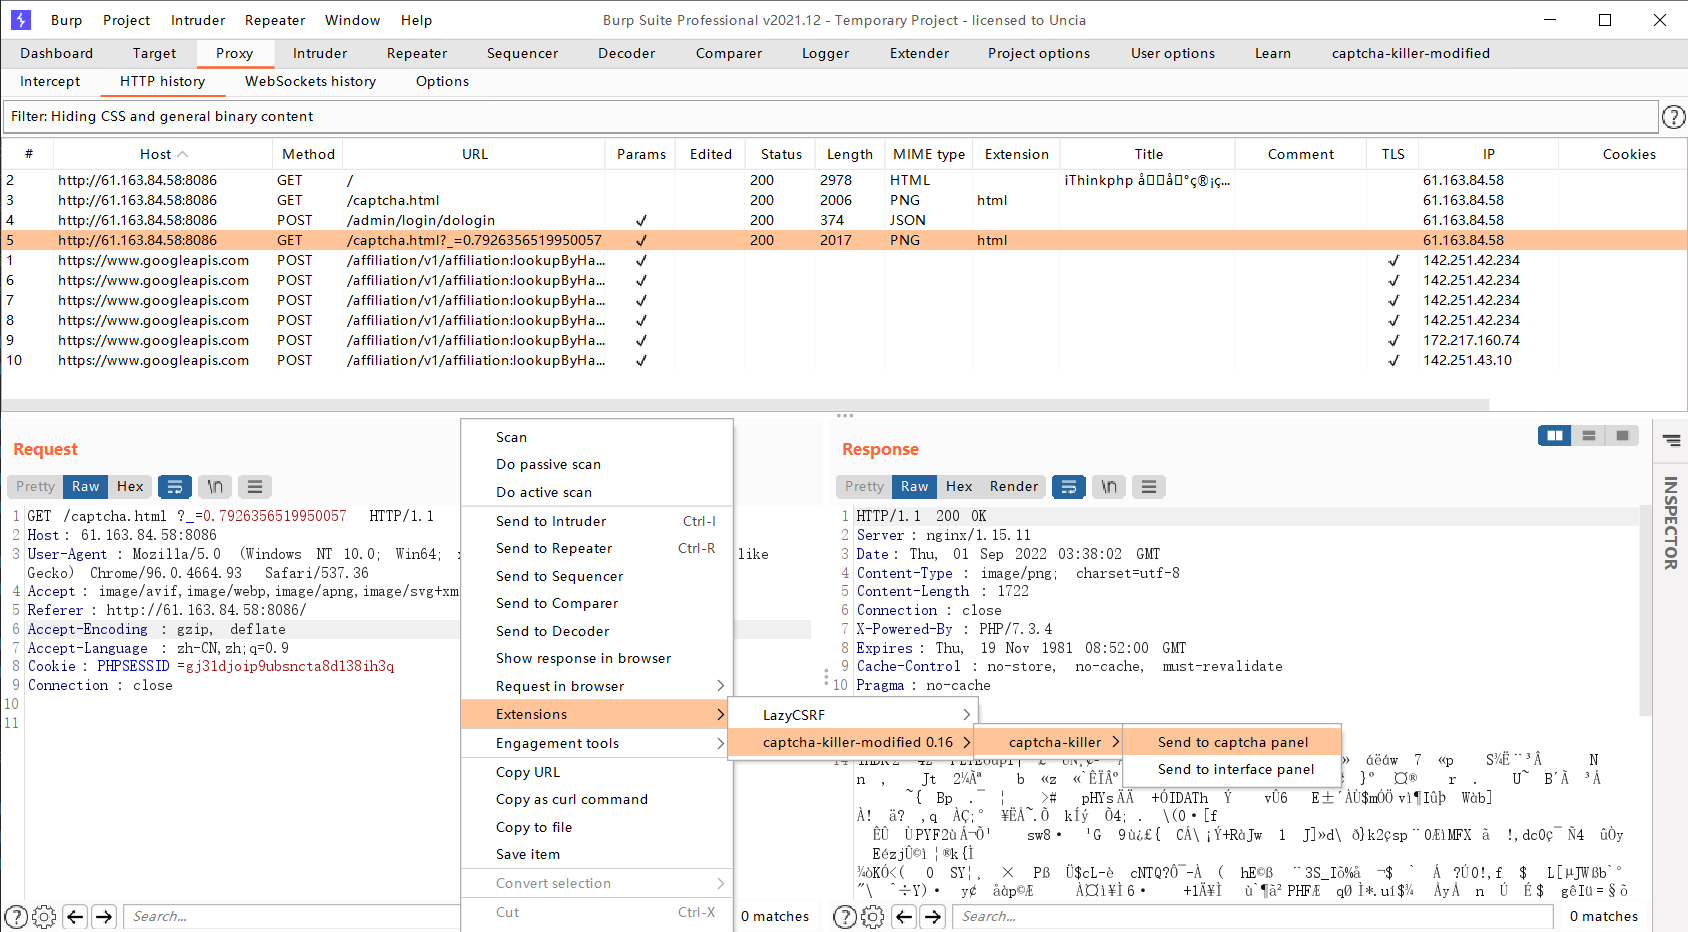 Burp Project Intruder Repeater Window Help Burp Suite Professional v2021.12 - Temporary Project - licensed to Uncia
Dashboard Target Proxy Intruder Repeater Sequencer Decoder Comparer Logger Extender Project options User options Learn captcha-killer-modified
Intercept HTTP history WebSockets history Options
Filter: Hiding CSS and general binary content
# Host Method URL Params Edited Status Length MIME type Extension Title Comment TLS IP Cookies
2 http://61.163.84.58:8086 GET / 200 2978 HTML 61.163.84.58
3 http://61.163.84.58:8086 GET /captcha.html 200 2006 PNG html 61.163.84.58
4 http://61.163.84.58:8086 POST /admin/login/dologin ✓ 200 374 JSON 61.163.84.58
5 http://61.163.84.58:8086 GET /captcha.html?_=0.7926356519950057 ✓ 200 2017 PNG html 61.163.84.58
1 https://www.googleapis.com POST /affiliation/v1/affiliation:lookupByHa... ✓ ✓ 142.251.42.234
6 https://www.googleapis.com POST /affiliation/v1/affiliation:lookupByHa... ✓ ✓ 142.251.42.234
7 https://www.googleapis.com POST /affiliation/v1/affiliation:lookupByHa... ✓ ✓ 142.251.42.234
8 https://www.googleapis.com POST /affiliation/v1/affiliation:lookupByHa... ✓ ✓ 142.251.42.234
9 https://www.googleapis.com POST /affiliation/v1/affiliation:lookupByHa... ✓ ✓ 172.217.160.74
10 https://www.googleapis.com POST /affiliation/v1/affiliation:lookupByHa... ✓ ✓ 142.251.43.10
Request
Pretty Raw Hex \n
1 GET /captcha.html ?_=0.7926356519950057 HTTP/1.1
2 Host : 61.163.84.58:8086
3 User-Agent : Mozilla/5.0 (Windows NT 10.0; Win64; like
Gecko) Chrome/96.0.4664.93 Safari/537.36
4 Accept : image/avif,image/webp,image/apng,image/svg+xm
5 Referer : http://61.163.84.58:8086/
6 Accept-Encoding : gzip, deflate
7 Accept-Language : zh-CN,zh;q=0.9
8 Cookie : PHPSESSID =gj31djoip9ubsncta8d138ih3q
9 Connection : close
10
11
Search... 0 matches
Scan
Do passive scan
Do active scan
Send to Intruder Ctrl-I
Send to Repeater Ctrl-R
Send to Sequencer
Send to Comparer
Send to Decoder
Show response in browser
Request in browser
Extensions
Engagement tools
Copy URL
Copy as curl command
Copy to file
Save item
Convert selection
Cut Ctrl-X
LazyCSRF
captcha-killer-modified 0.16
captcha-killer
Send to captcha panel
Send to interface panel
Response
Pretty Raw Hex Render \n
1 HTTP/1.1 200 OK
2 Server : nginx/1.15.11
3 Date : Thu, 01 Sep 2022 03:38:02 GMT
4 Content-Type : image/png; charset=utf-8
5 Content-Length : 1722
6 Connection : close
7 X-Powered-By : PHP/7.3.4
8 Expires : Thu, 19 Nov 1981 08:52:00 GMT
9 Cache-Control : no-store, no-cache, must-revalidate
10 Pragma : no-cache
Search... 0 matches
INSPECTOR